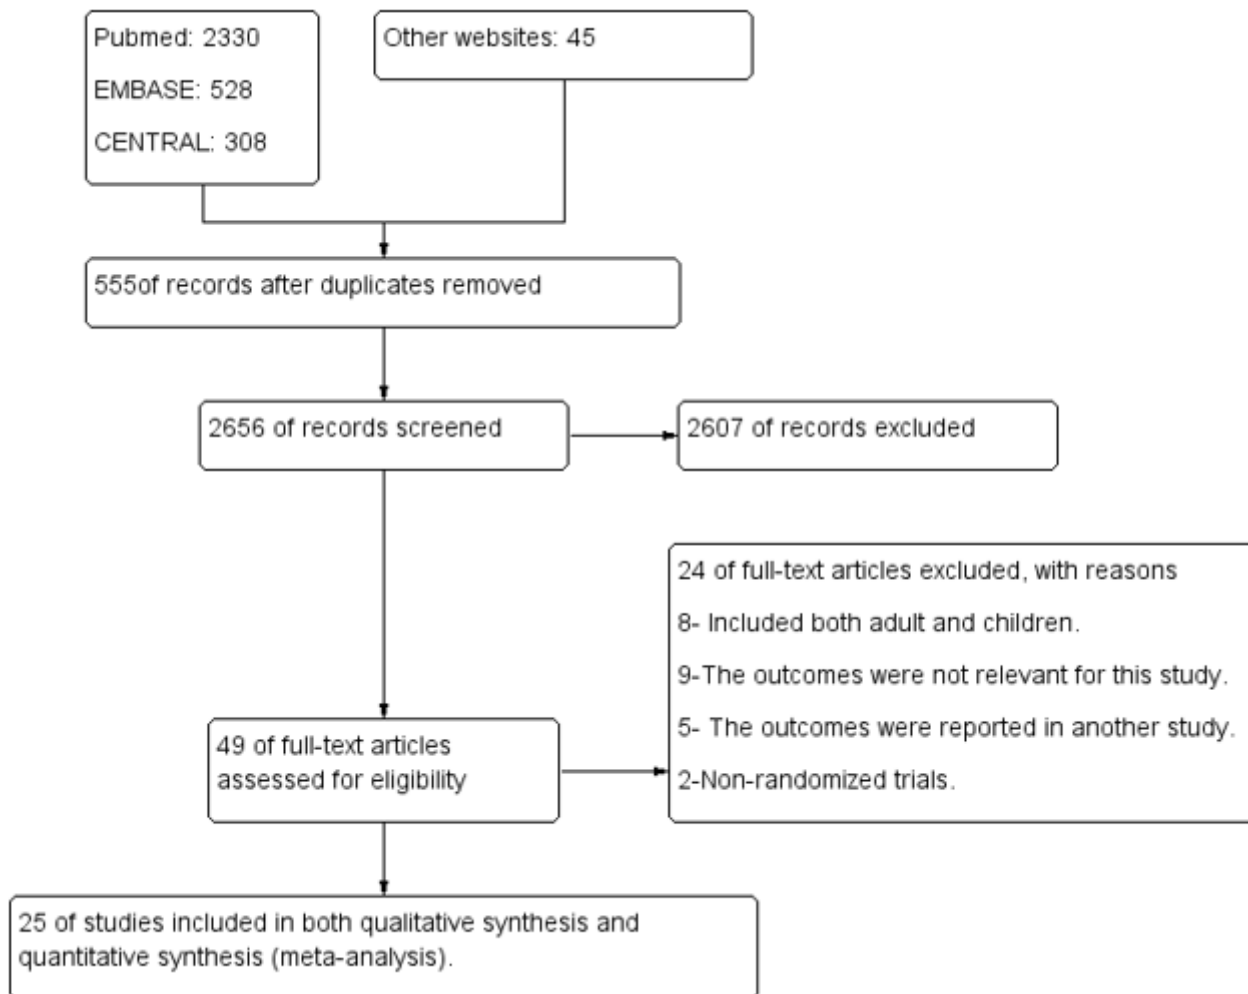 Pubmed: 2330
EMBASE: 528
CENTRAL: 308
Other websites: 45
555of records after duplicates removed
2656 of records screened
2607 of records excluded
24 of full-text articles excluded, with reasons
8- Included both adult and children.
9-The outcomes were not relevant for this study.
5- The outcomes were reported in another study.
2-Non-randomized trials.
49 of full-text articles
assessed for eligibility
25 of studies included in both qualitative synthesis and
quantitative synthesis (meta-analysis).